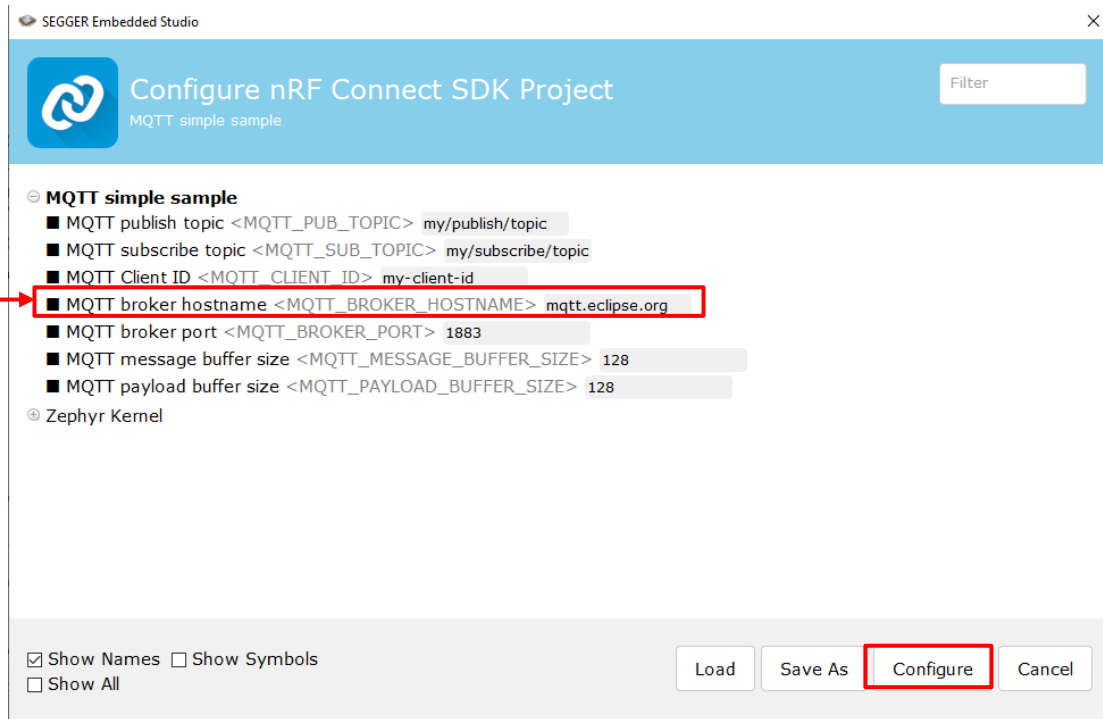 SEGGER Embedded Studio
Configure nRF Connect SDK Project
Filter
MQTT simple sample
MQTT simple sample
MQTT publish topic <MQTT_PUB_TOPIC> my/publish/topic
MQTT subscribe topic <MQTT_SUB_TOPIC> my/subscribe/topic
MQTT Client ID <MQTT_CLIENT_ID> my-client-id
MQTT broker hostname <MQTT_BROKER_HOSTNAME> mqtt.eclipse.org
MQTT broker port <MQTT_BROKER_PORT> 1883
MQTT message buffer size <MQTT_MESSAGE_BUFFER_SIZE> 128
MQTT payload buffer size <MQTT_PAYLOAD_BUFFER_SIZE> 128
Zephyr Kernel
Show Names Show Symbols
Show All
Load Save As Configure Cancel